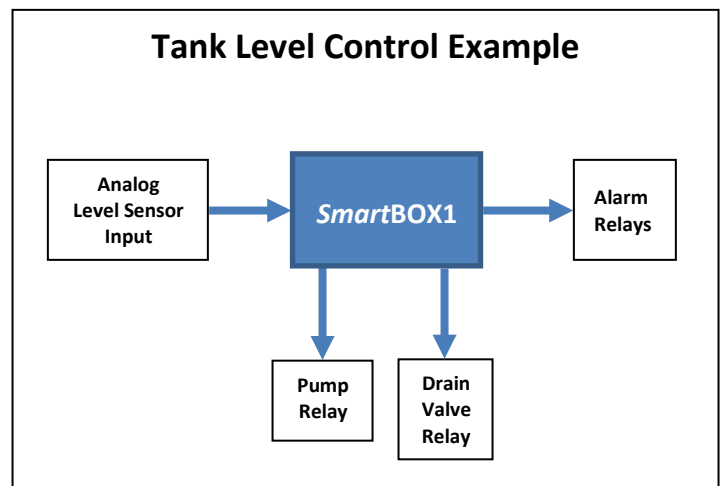 Tank Level Control Example
Analog
Level Sensor
Input
SmartBOX1
Alarm
Relays
Pump
Relay
Drain
Valve
Relay